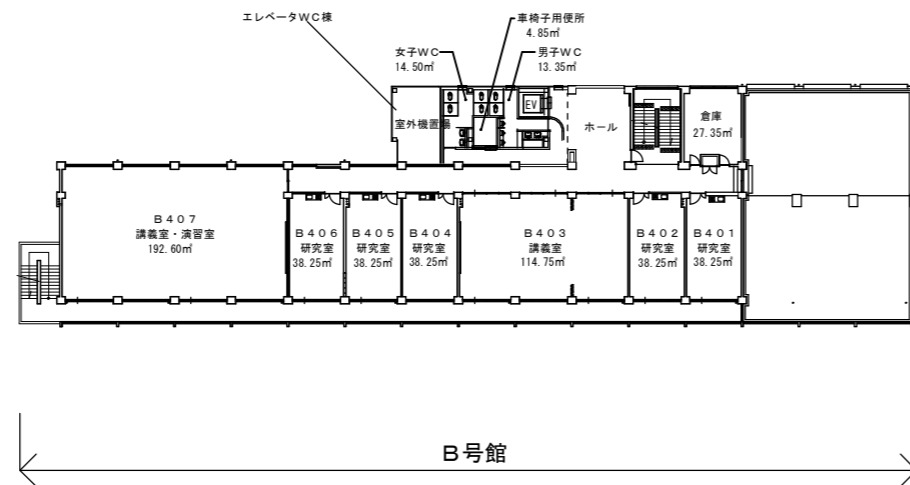 エレベータWC棟
車椅子用便所
4.85㎡
女子WC
14.50㎡
男子WC
13.35㎡
EV
室外機置場
ホール
倉庫
27.35㎡
B407
講義室・演習室
192.60㎡
B406
研究室
38.25㎡
B405
研究室
38.25㎡
B404
研究室
38.25㎡
B403
講義室
114.75㎡
B402
研究室
38.25㎡
B401
研究室
38.25㎡
B号館